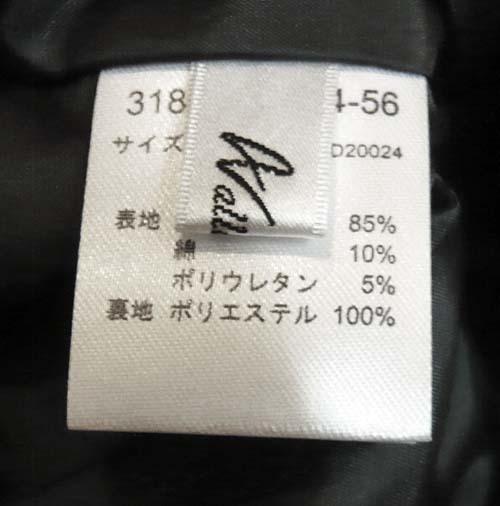 318 4-56
サイズ D20024
表地 85%
綿 10%
ポリウレタン 5%
裏地 ポリエステル 100%